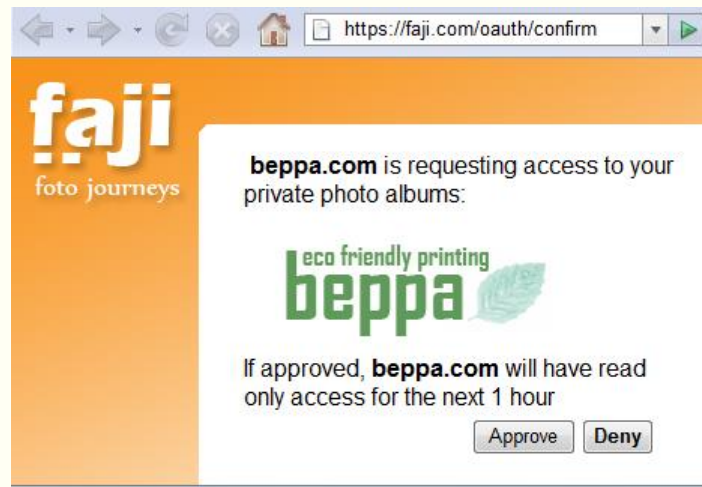 https://faji.com/oauth/confirm
faji
foto journeys
beppa.com is requesting access to your
private photo albums:
eco friendly printing
beppa
If approved, beppa.com will have read
only access for the next 1 hour
Approve Deny